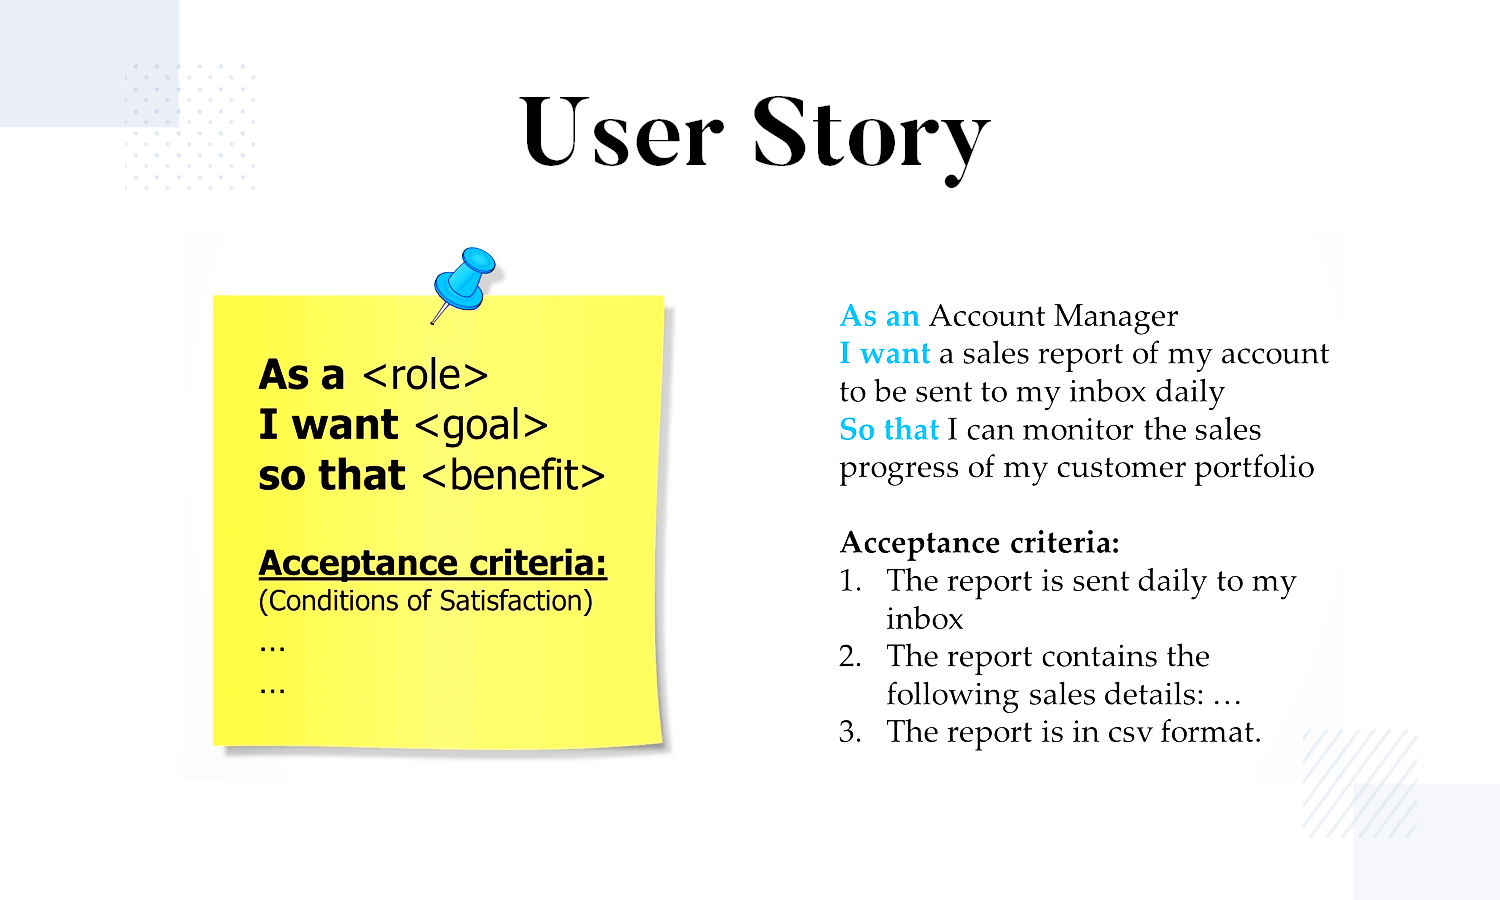 User Story
As a <role>
I want <goal>
so that <benefit>
Acceptance criteria:
(Conditions of Satisfaction)
...
...
As an Account Manager
I want a sales report of my account
to be sent to my inbox daily
So that I can monitor the sales
progress of my customer portfolio
Acceptance criteria:
1. The report is sent daily to my
inbox
2. The report contains the
following sales details: …
3. The report is in csv format.